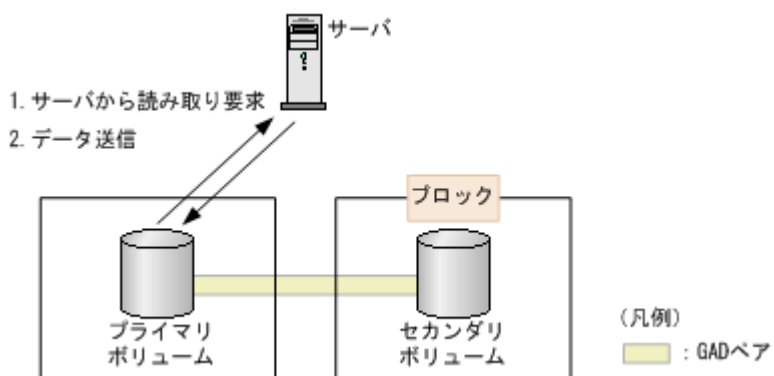 サーバ
1. サーバから読み取り要求
2. データ送信
ブロック
プライマリ
ボリューム
セカンダリ
ボリューム
(凡例)
: GADペア